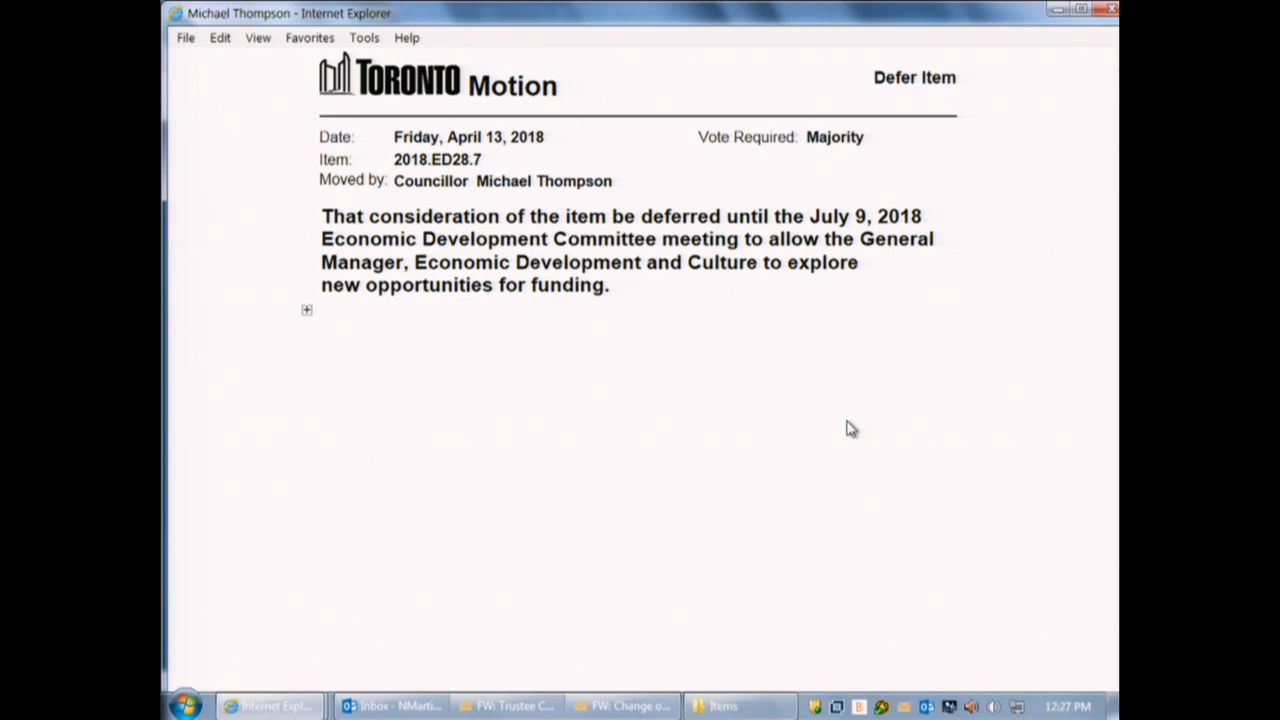 Michael Thompson - Internet Explorer
File Edit View Favorites Tools Help
TORONTO Motion
Defer Item
Date: Friday, April 13, 2018
Vote Required: Majority
Item: 2018.ED28.7
Moved by: Councillor Michael Thompson
That consideration of the item be deferred until the July 9, 2018
Economic Development Committee meeting to allow the General
Manager, Economic Development and Culture to explore
new opportunities for funding.
Internet Expl... Inbox - NMarti... FW: Trustee C... FW: Change o... Items 12:27 PM